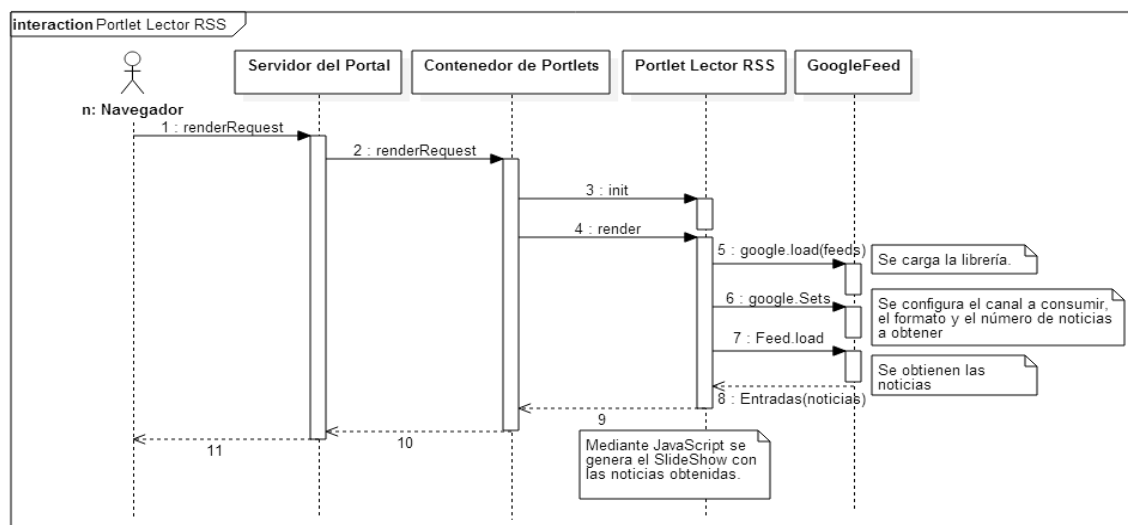 interaction Portlet Lector RSS
n: Navegador
Servidor del Portal
Contenedor de Portlets
Portlet Lector RSS
GoogleFeed
1 : renderRequest
2 : renderRequest
3 : init
4 : render
5 : google.load(feeds)
Se carga la librería.
6 : google.Sets
Se configura el canal a consumir,
el formato y el número de noticias
a obtener
7 : Feed.load
Se obtienen las
noticias
8 : Entradas(noticias)
9
10
11
Mediante JavaScript se
genera el SlideShow con
las noticias obtenidas.